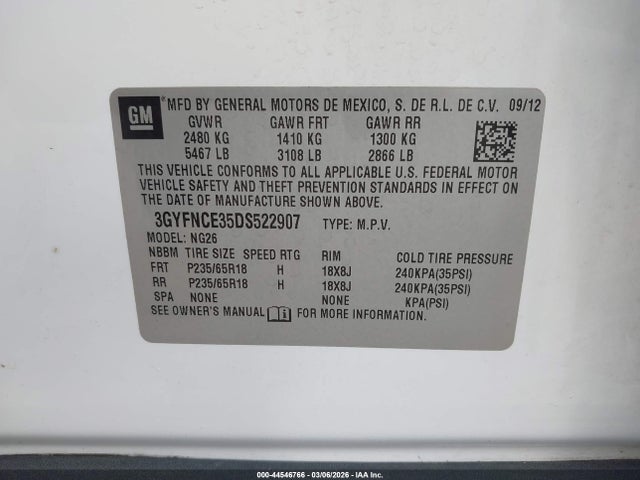 GM *MFD BY GENERAL MOTORS DE MEXICO, S. DE R.L. DE C.V. 09/12
GVWR GAWR FRT GAWR RR
2480 KG 1410 KG 1300 KG
5467 LB 3108 LB 2866 LB
THIS VEHICLE CONFORMS TO ALL APPLICABLE U.S. FEDERAL MOTOR
VEHICLE SAFETY AND THEFT PREVENTION STANDARDS IN EFFECT ON
THE DATE OF MANUFACTURE SHOWN ABOVE.
3GYFNCE35DS522907 TYPE: M.P.V.
MODEL: NG26
NBBM TIRE SIZE SPEED RTG RIM COLD TIRE PRESSURE
FRT P235/65R18 H 18X8J 240KPA(35PSI)
RR P235/65R18 H 18X8J 240KPA(35PSI)
SPA NONE NONE KPA(PSI)
SEE OWNER'S MANUAL i FOR MORE INFORMATION.
000-44546766 - 03/06/2026 - IAA Inc.